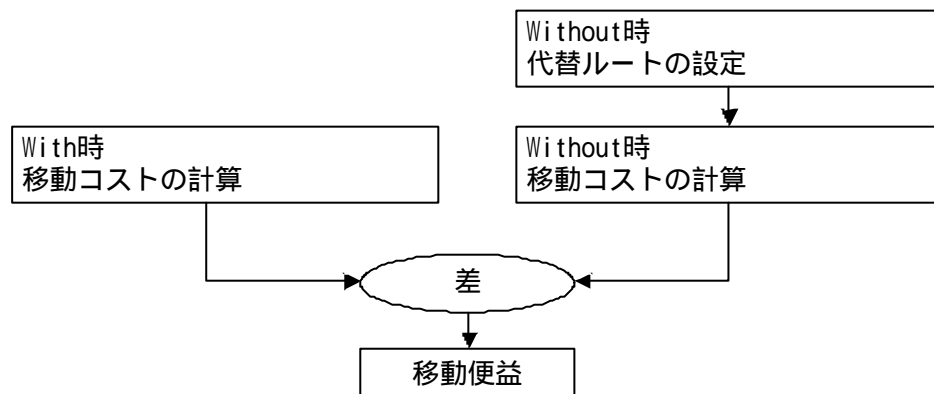 Without時
代替ルートの設定
With時
移動コストの計算
Without時
移動コストの計算
差
移動便益